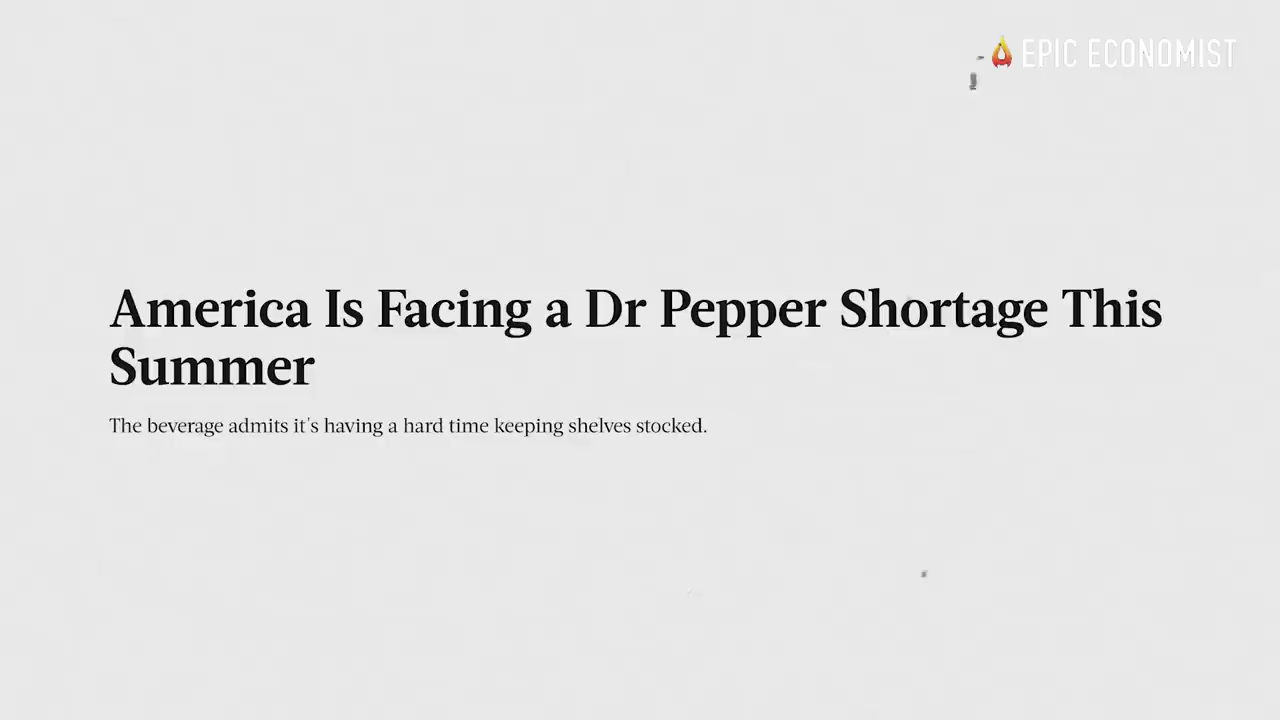 EPIC ECONOMIST
America Is Facing a Dr Pepper Shortage This
Summer
The beverage admits it's having a hard time keeping shelves stocked.